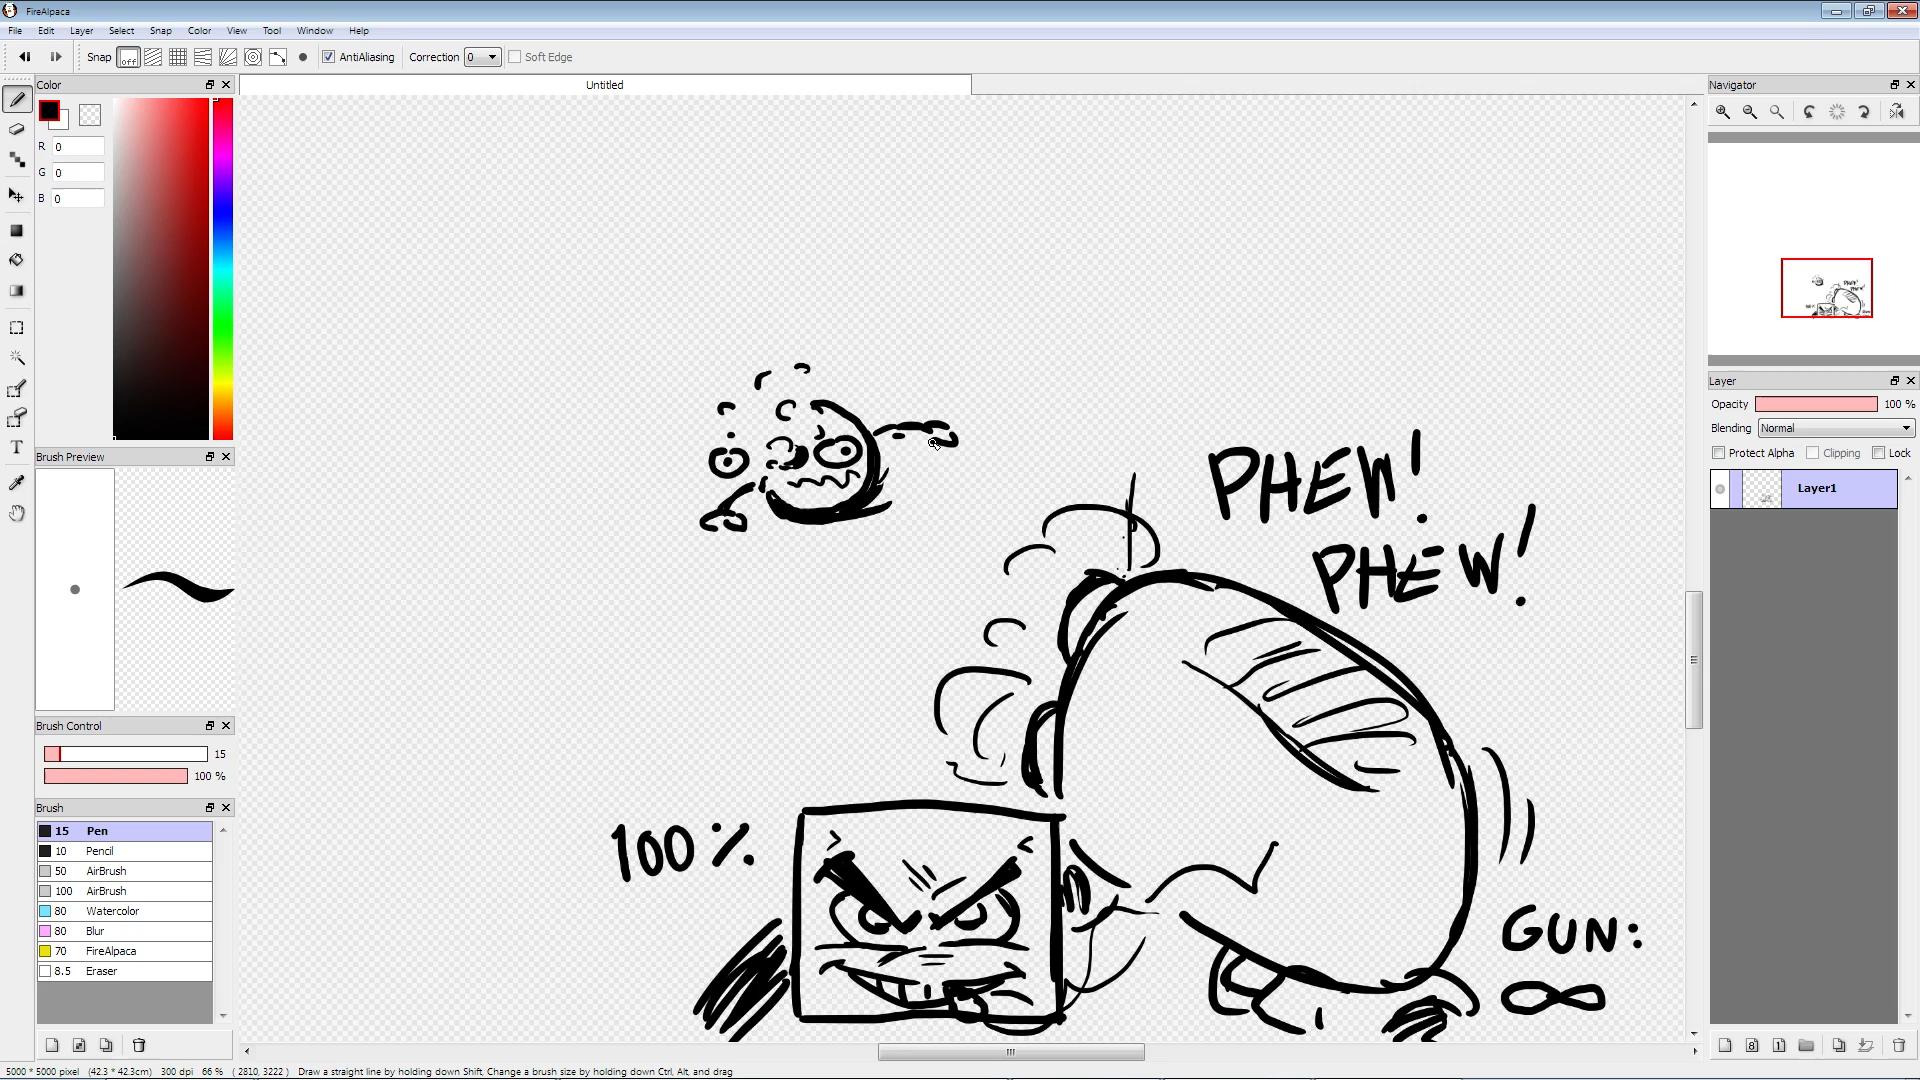 FireAlpaca
File Edit Layer Select Snap Color View Tool Window Help
Snap off AntiAliasing Correction 0 Soft Edge
Color
Untitled
Navigator
R 0
G 0
B 0
Layer
Opacity 100 %
Blending Normal
Protect Alpha Clipping Lock
Layer1
Brush Preview
PHEW!
PHEW!
Brush Control
15
100 %
Brush
15 Pen
10 Pencil
50 AirBrush
100 AirBrush
80 Watercolor
80 Blur
70 FireAlpaca
8.5 Eraser
100%
GUN:
∞
T
8
1
5000 * 5000 pixel (42.3 * 42.3cm) 300 dpi 66 % ( 2810, 3222 ) Draw a straight line by holding down Shift, Change a brush size by holding down Ctrl, Alt, and drag